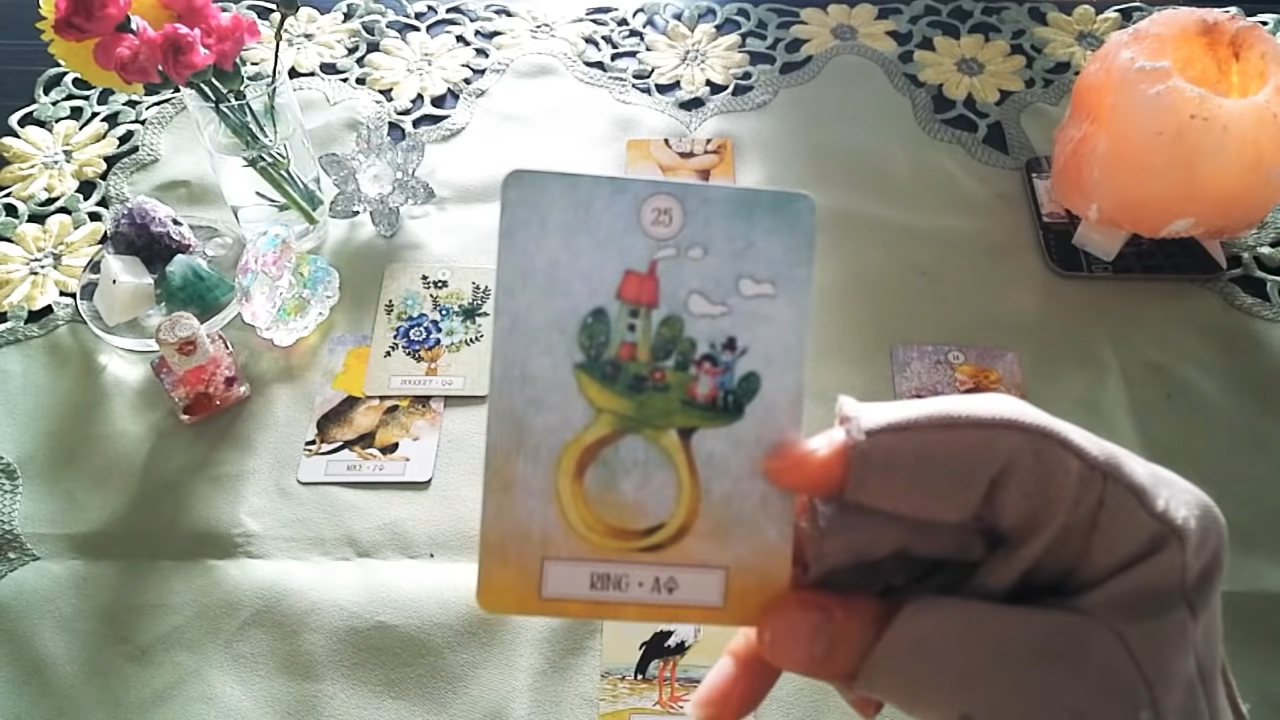 25
RING • A♣
BOUQUET •
MICE • 7♣